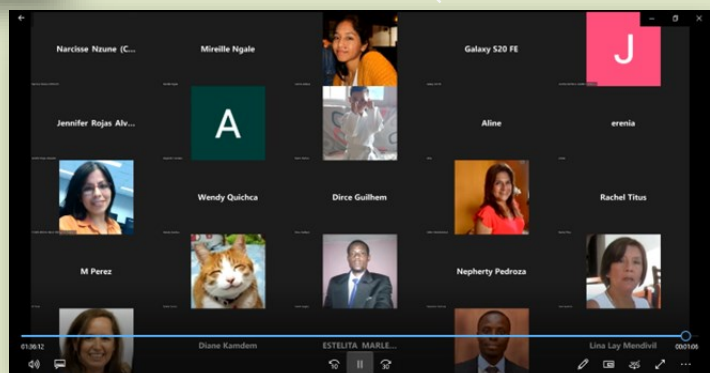 Narcisse Nzune (C...
Mireille Ngale
Galaxy S20 FE
J
Jennifer Rojas Alv...
A
Aline
erenia
Wendy Quichca
Dirce Guilhem
Rachel Titus
M Perez
Nepherty Pedroza
Diane Kamdem
ESTELITA MARLE...
Lina Lay Mendivil
01:06:12
00:01:06
10
30